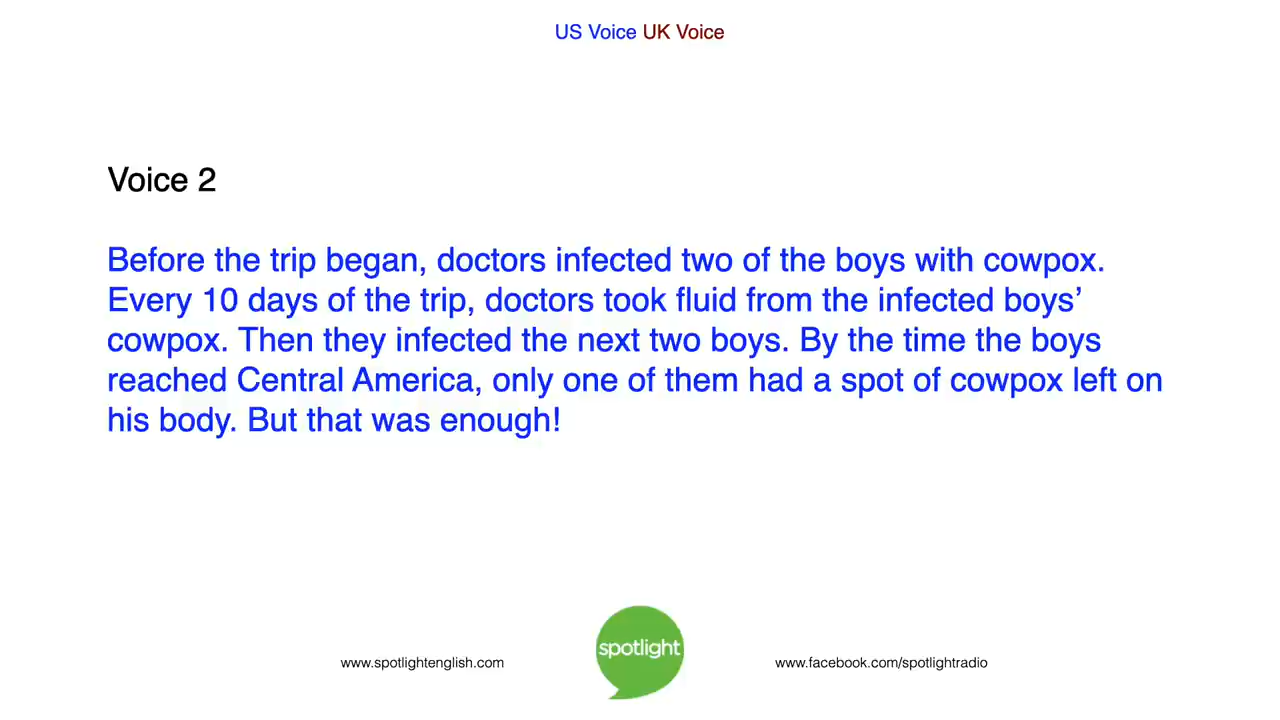 US Voice UK Voice
Voice 2
Before the trip began, doctors infected two of the boys with cowpox.
Every 10 days of the trip, doctors took fluid from the infected boys’
cowpox. Then they infected the next two boys. By the time the boys
reached Central America, only one of them had a spot of cowpox left on
his body. But that was enough!
www.spotlightenglish.com
spotlight
www.facebook.com/spotlightradio